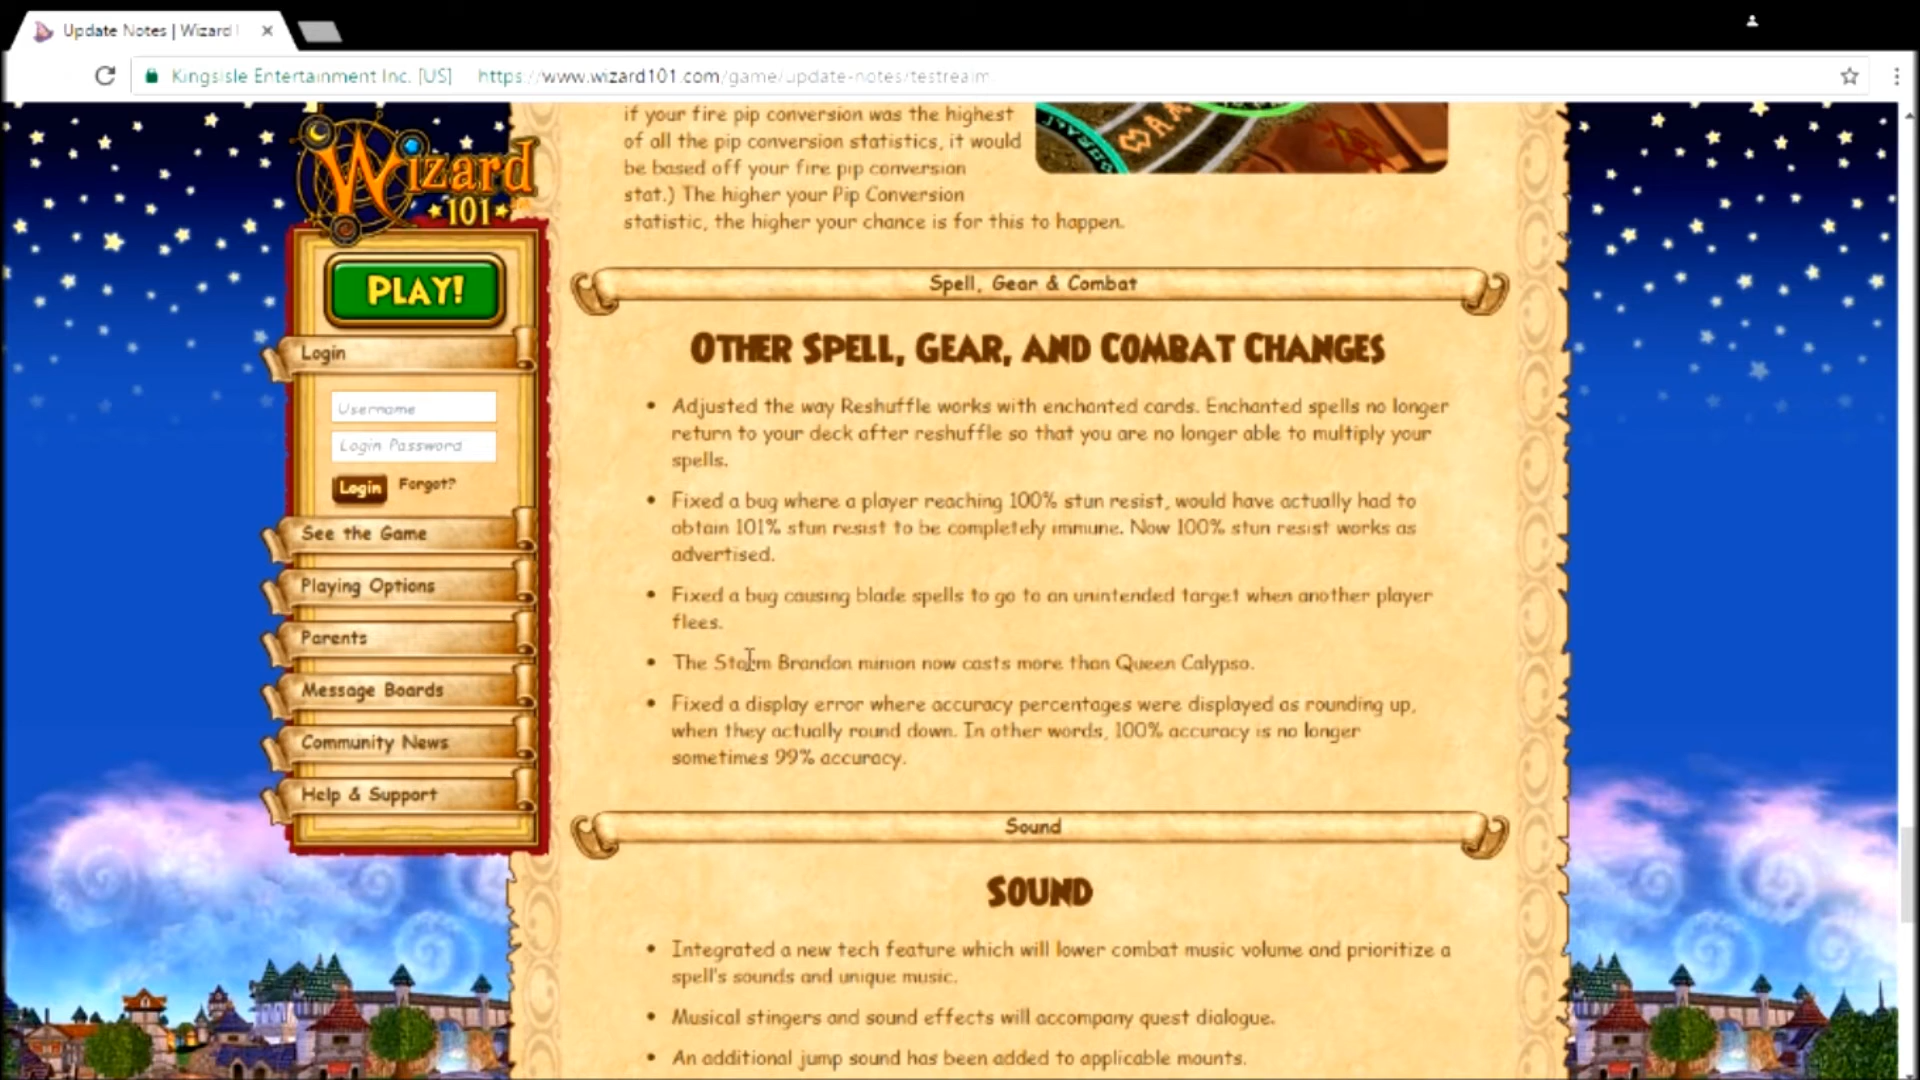 Update Notes | Wizard1
Kingsisle Entertainment Inc. [US] https://www.wizard101.com/game/update-notes/testrealm
Wizard
101
PLAY!
Login
Username
Login Password
Login Forgot?
See the Game
Playing Options
Parents
Message Boards
Community News
Help & Support
if your fire pip conversion was the highest
of all the pip conversion statistics, it would
be based off your fire pip conversion
stat.) The higher your Pip Conversion
statistic, the higher your chance is for this to happen.
Spell, Gear & Combat
OTHER SPELL, GEAR, AND COMBAT CHANGES
• Adjusted the way Reshuffle works with enchanted cards. Enchanted spells no longer
return to your deck after reshuffle so that you are no longer able to multiply your
spells.
• Fixed a bug where a player reaching 100% stun resist, would have actually had to
obtain 101% stun resist to be completely immune. Now 100% stun resist works as
advertised.
• Fixed a bug causing blade spells to go to an unintended target when another player
flees.
• The Storm Brandon minion now casts more than Queen Calypso.
• Fixed a display error where accuracy percentages were displayed as rounding up,
when they actually round down. In other words, 100% accuracy is no longer
sometimes 99% accuracy.
Sound
SOUND
• Integrated a new tech feature which will lower combat music volume and prioritize a
spell's sounds and unique music.
• Musical stingers and sound effects will accompany quest dialogue.
• An additional jump sound has been added to applicable mounts.